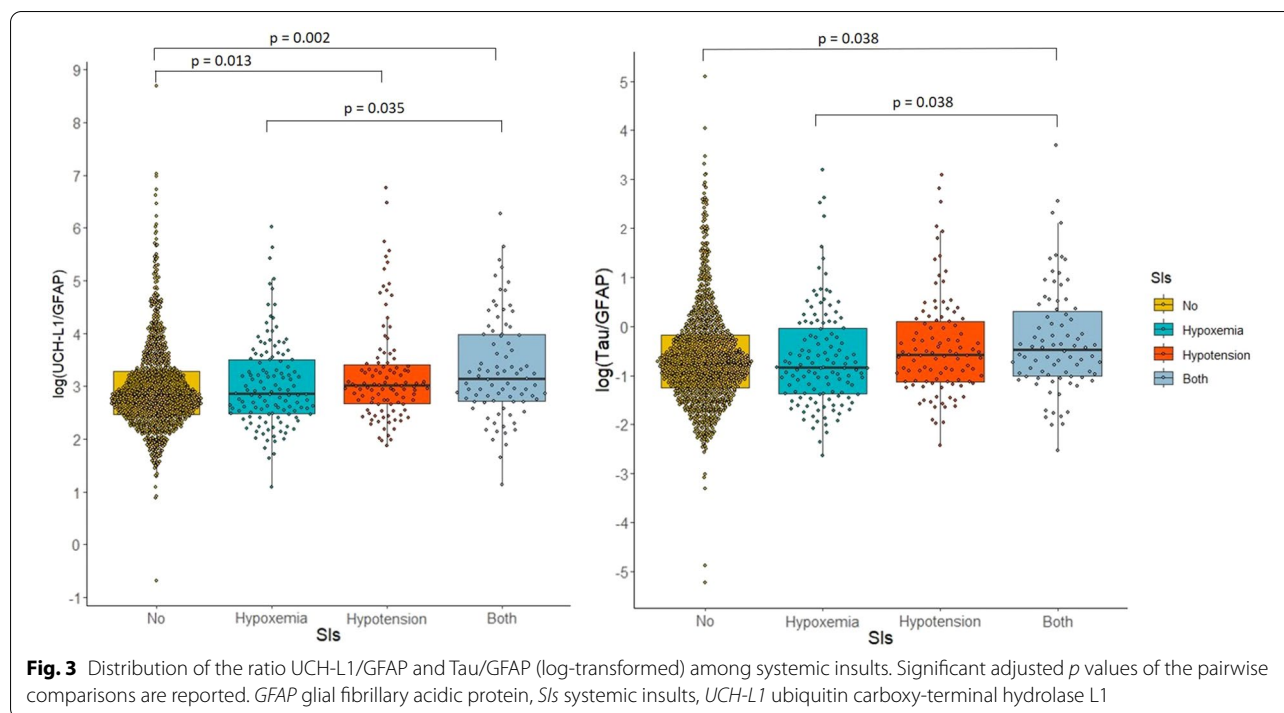 p = 0.002
p = 0.013
p = 0.035
9
8
7
6
5
4
3
2
1
0
-1
log(UCH-L1/GFAP)
No
Hypoxemia
Hypotension
Both
SIs
p = 0.038
p = 0.038
5
4
3
2
1
-0
-1
-2
-3
-4
-5
log(Tau/GFAP)
No
Hypoxemia
Hypotension
Both
SIs
SIs
No
Hypoxemia
Hypotension
Both
Fig. 3 Distribution of the ratio UCH-L1/GFAP and Tau/GFAP (log-transformed) among systemic insults. Significant adjusted p values of the pairwise
comparisons are reported. GFAP glial fibrillary acidic protein, SIs systemic insults, UCH-L1 ubiquitin carboxy-terminal hydrolase L1